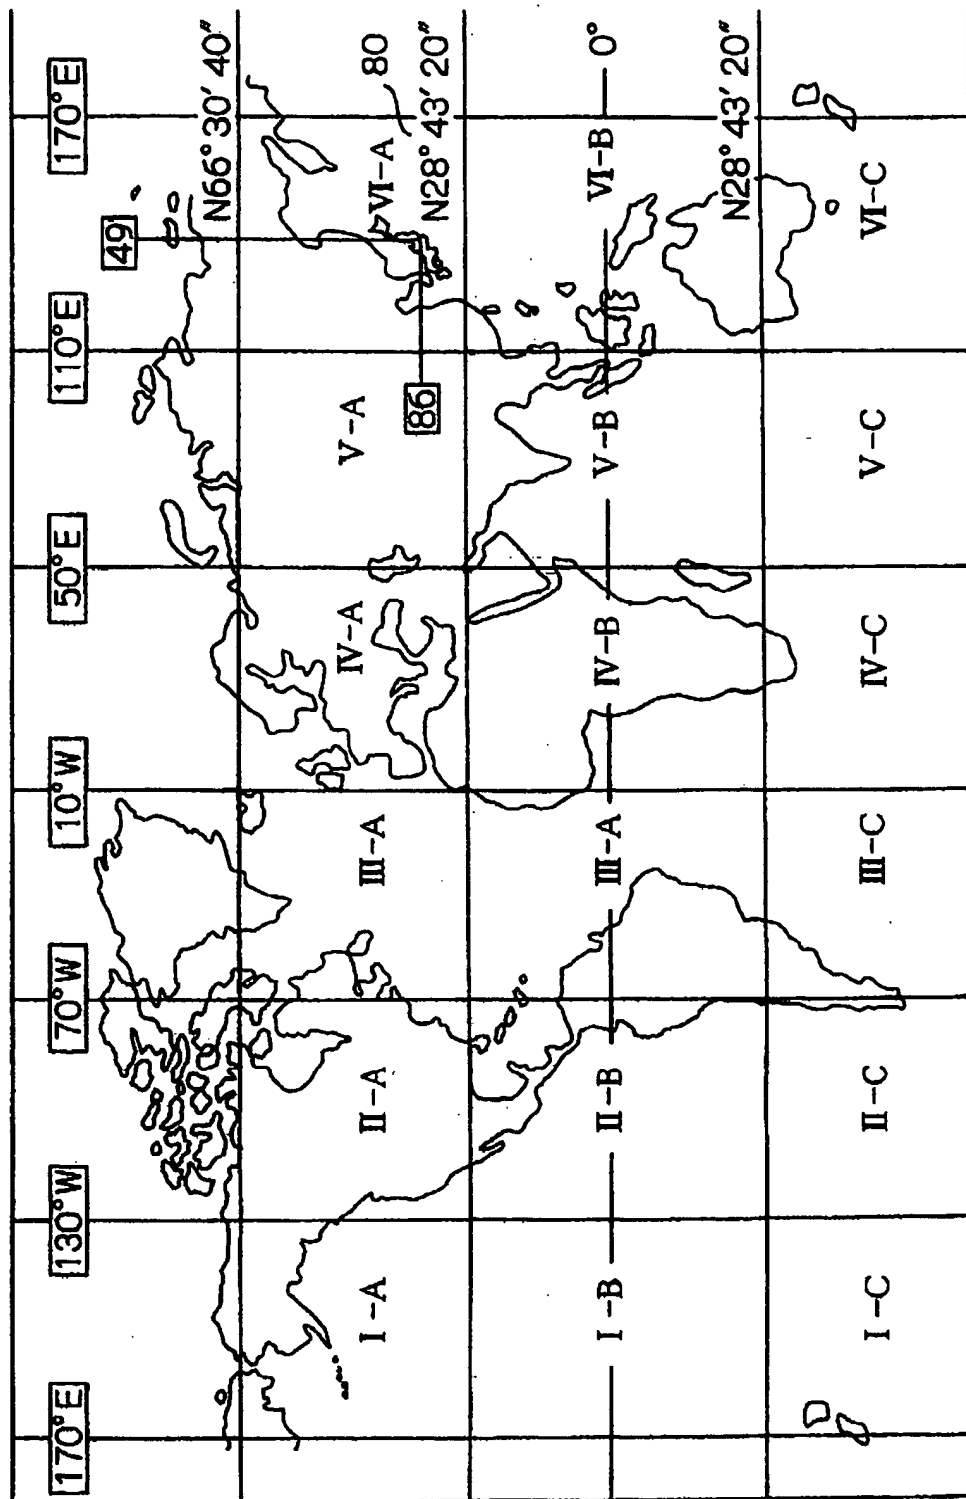 170°E
130°W
70°W
10°W
50°E
110°E
170°E
49
N66° 30′ 40″
I-A
II-A
III-A
IV-A
V-A
VI-A
80
86
N28° 43′ 20″
I-B
II-B
III-A
IV-B
V-B
VI-B
0°
N28° 43′ 20″
I-C
II-C
III-C
IV-C
V-C
VI-C